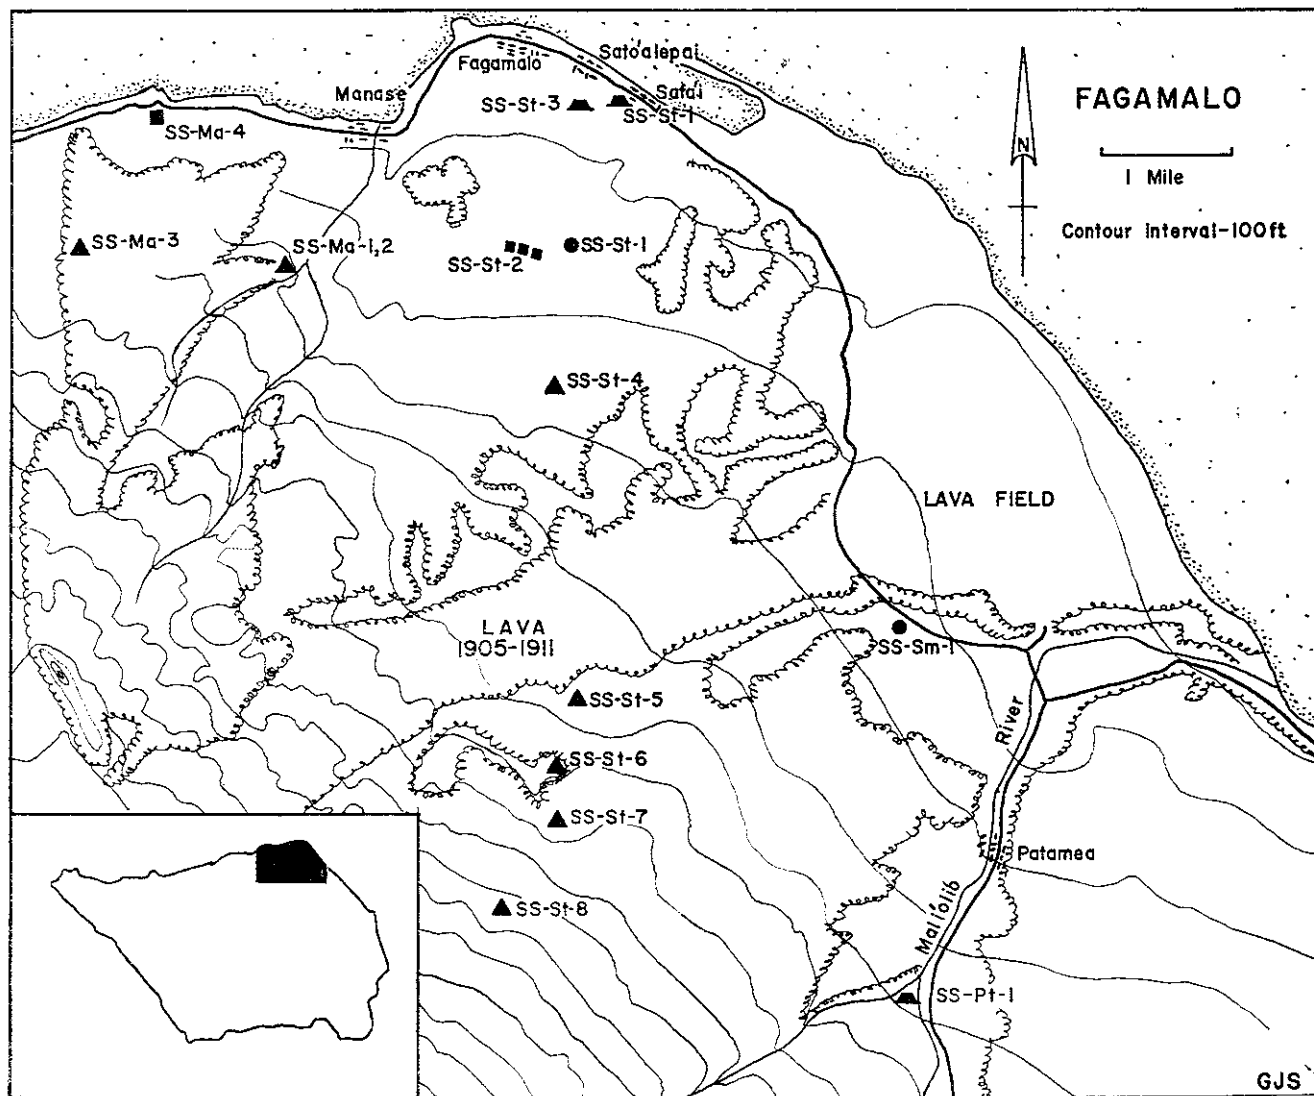 Satoalepai
Fagamalo
Manase
SS-St-3
Satai
SS-St-1
FAGAMALO
N
1 Mile
Contour Interval-100ft
SS-Ma-4
SS-Ma-3
SS-Ma-1,2
SS-St-2
SS-St-1
SS-St-4
LAVA FIELD
LAVA
1905-1911
SS-Sm-1
SS-St-5
River
SS-St-6
SS-St-7
Patamea
SS-St-8
Maliolio
SS-Pt-1
GJS